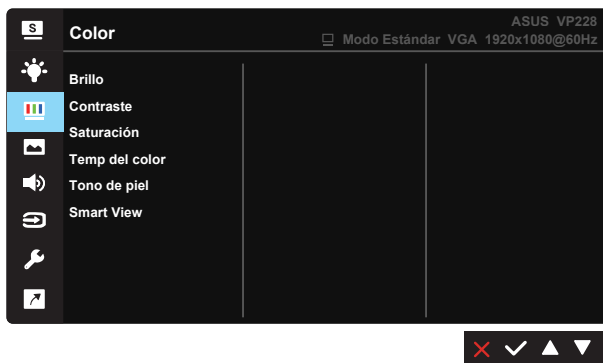 S
Color
ASUS VP228
Modo Estándar VGA 1920x1080@60Hz
Brillo
Contraste
Saturación
Temp del color
Tono de piel
Smart View